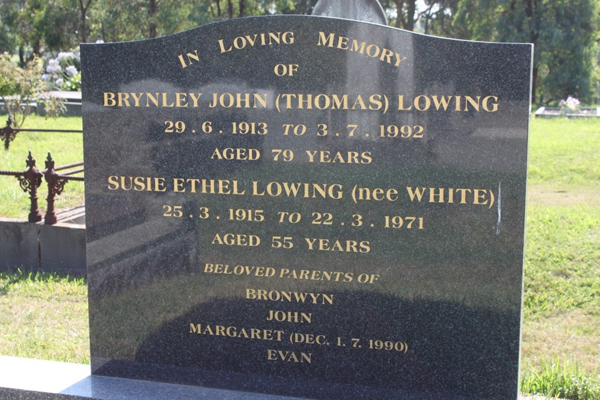 IN LOVING MEMORY
OF
BRYNLEY JOHN (THOMAS) LOWING
29 . 6 . 1913 TO 3 . 7 . 1992
AGED 79 YEARS
SUSIE ETHEL LOWING (nee WHITE)
25 . 3 . 1915 TO 22 . 3 . 1971
AGED 55 YEARS
BELOVED PARENTS OF
BRONWYN
JOHN
MARGARET (DEC. 1. 7. 1990)
EVAN